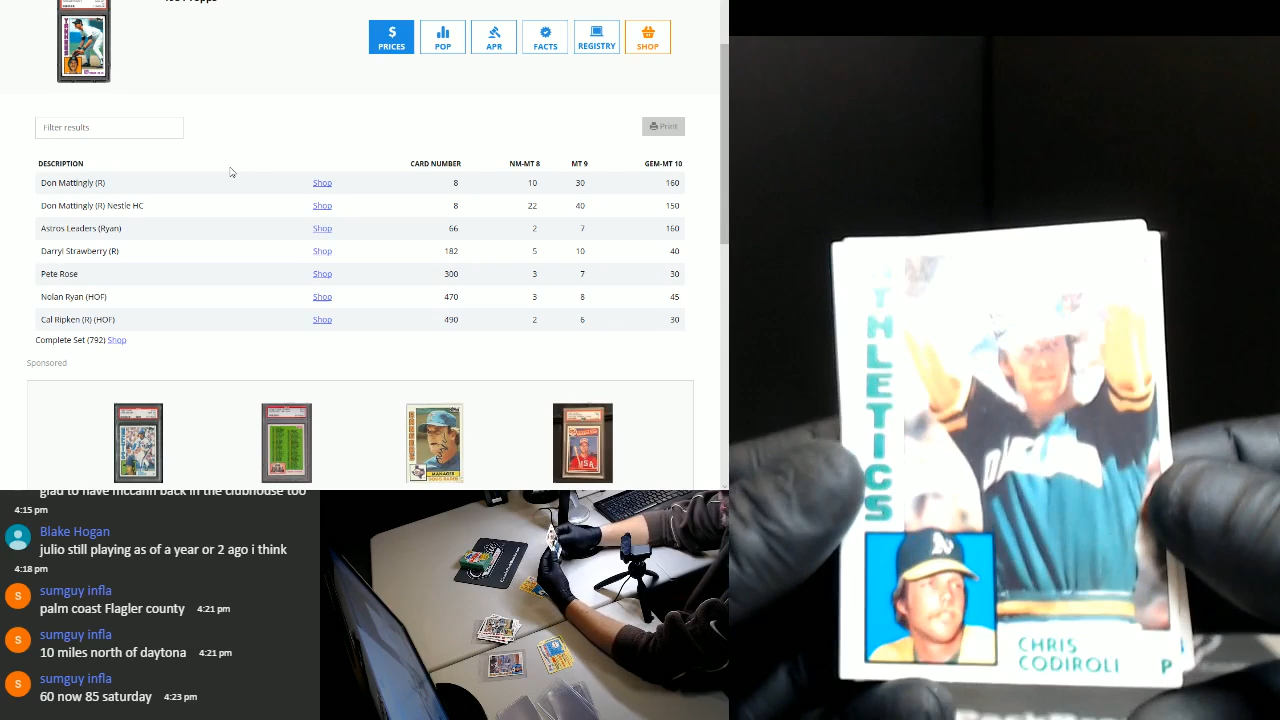 PRICES
POP
APR
FACTS
REGISTRY
SHOP
Filter results
Print
DESCRIPTION CARD NUMBER NM-MT 8 MT 9 GEM-MT 10
Don Mattingly (R) Shop 8 10 30 160
Don Mattingly (R) Nestle HC Shop 8 22 40 150
Astros Leaders (Ryan) Shop 66 2 7 160
Darryl Strawberry (R) Shop 182 5 10 40
Pete Rose Shop 300 3 7 30
Nolan Ryan (HOF) Shop 470 3 8 45
Cal Ripken (R) (HOF) Shop 490 2 6 30
Complete Set (792) Shop
Sponsored
MANAGER
USA
glad to have mccann back in the clubhouse too
4:15 pm
Blake Hogan
julio still playing as of a year or 2 ago i think
4:18 pm
S sumguy infla
palm coast Flagler county 4:21 pm
S sumguy infla
10 miles north of daytona 4:21 pm
S sumguy infla
60 now 85 saturday 4:23 pm
ATHLETICS
CHRIS
CODIROLI P